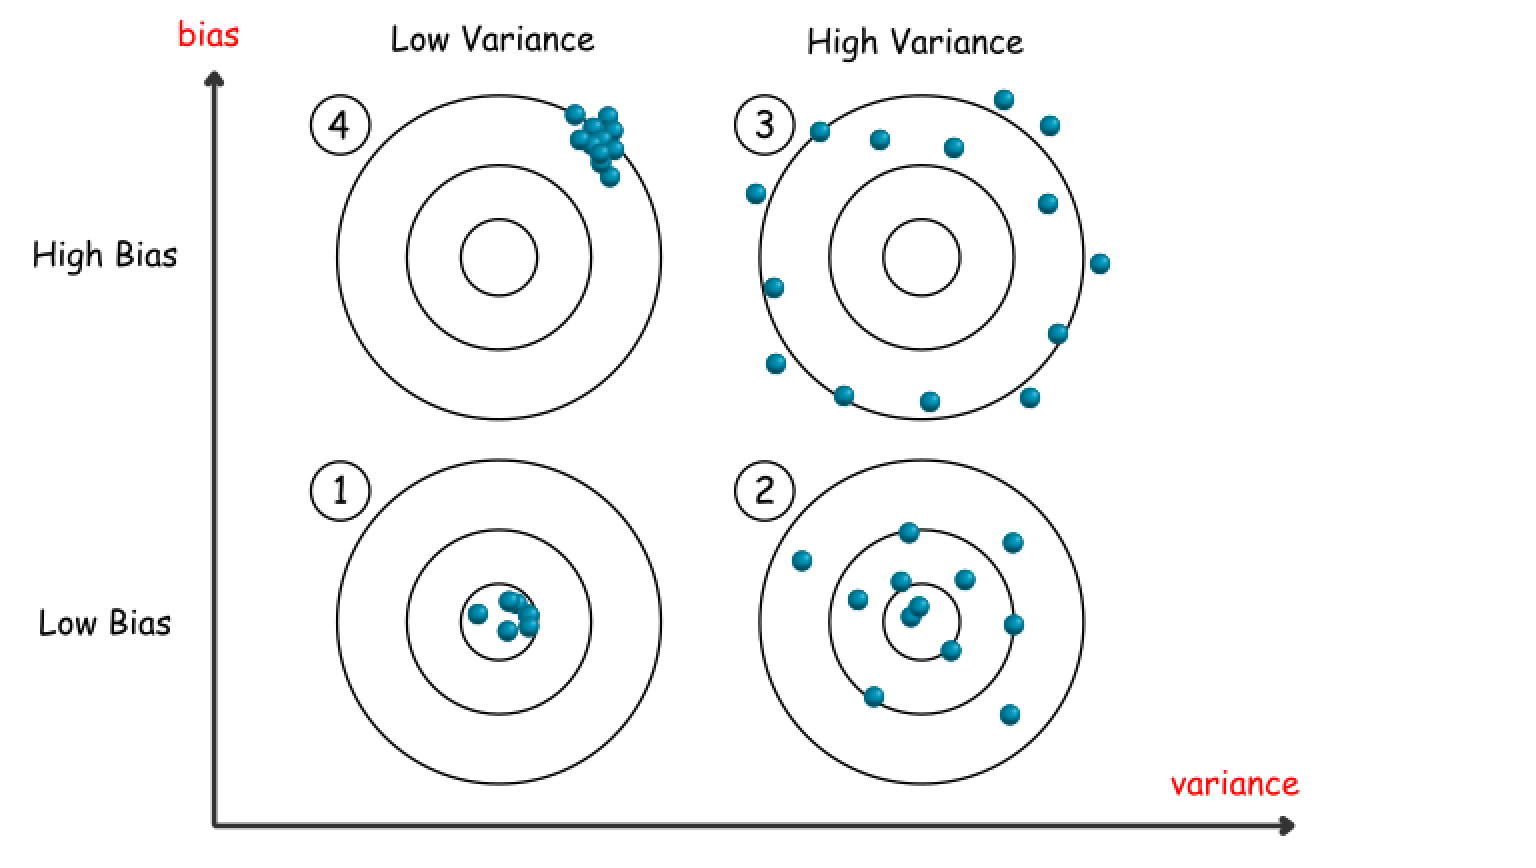 bias
Low Variance
High Variance
4
3
High Bias
1
2
Low Bias
variance